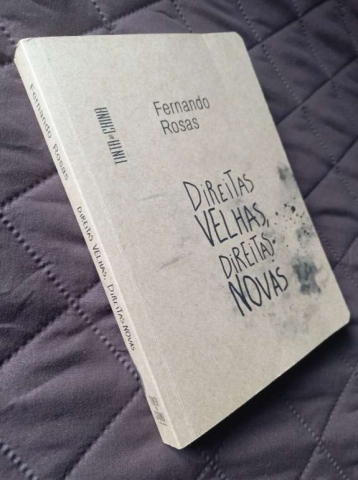 Fernando
Rosas
TINTA DA CHINA
DIREITAS
VELHAS,
DIREITAS
NOVAS
Fernando Rosas
DIREITAS VELHAS, DIREITAS NOVAS